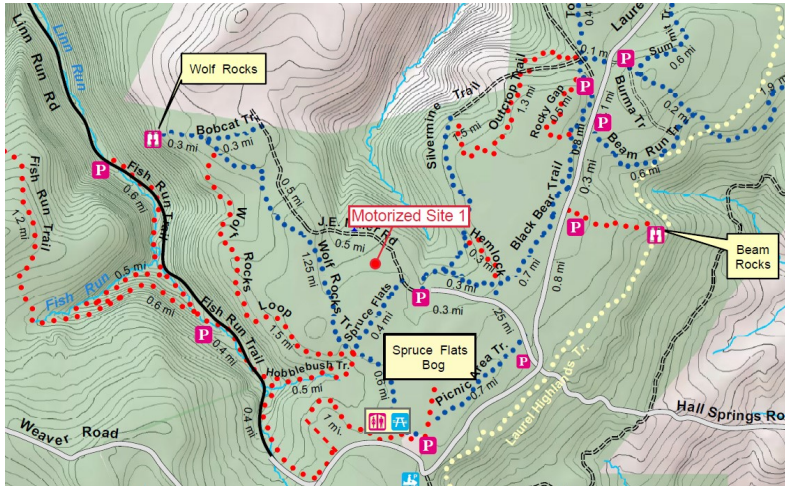 Linn Run Rd
Linn Run
Wolf Rocks
Bobcat Tr.
0.3 mi
0.3 mi
P
Fish Run Trail
0.6 mi
Fish Run Trail
1.2 mi
Fish Run
0.5 mi
0.6 mi
Fish Run Trail
0.4 mi
P
Wolf Rocks Loop
1.5 mi
0.5 mi
J.E.
Rd
0.5 mi
Motorized Site 1
Wolf Rocks Tr.
1.25 mi
Spruce Flats
0.4 mi
0.6 mi
Hobblebush Tr.
0.5 mi
0.4 mi
Weaver Road
1 mi.
Spruce Flats
Bog
Picnic Area Tr.
0.7 mi
P
P
P
0.3 mi
.25 mi
0.3 mi
Hemlock
0.3 mi
Silvermine Trail
Outcrop Trail
1.3 mi
Rocky Gap
Black Bear Trail
0.8 mi
0.7 mi
0.3 mi
0.8 mi
P
P
P
P
0.1 m
0.4
Laure
Summit Tr.
0.6 mi
Burma Tr
0.2 mi
Beam Run Tr.
0.6 mi
Beam
Rocks
Laurel Highlands Tr.
Hall Springs Ro